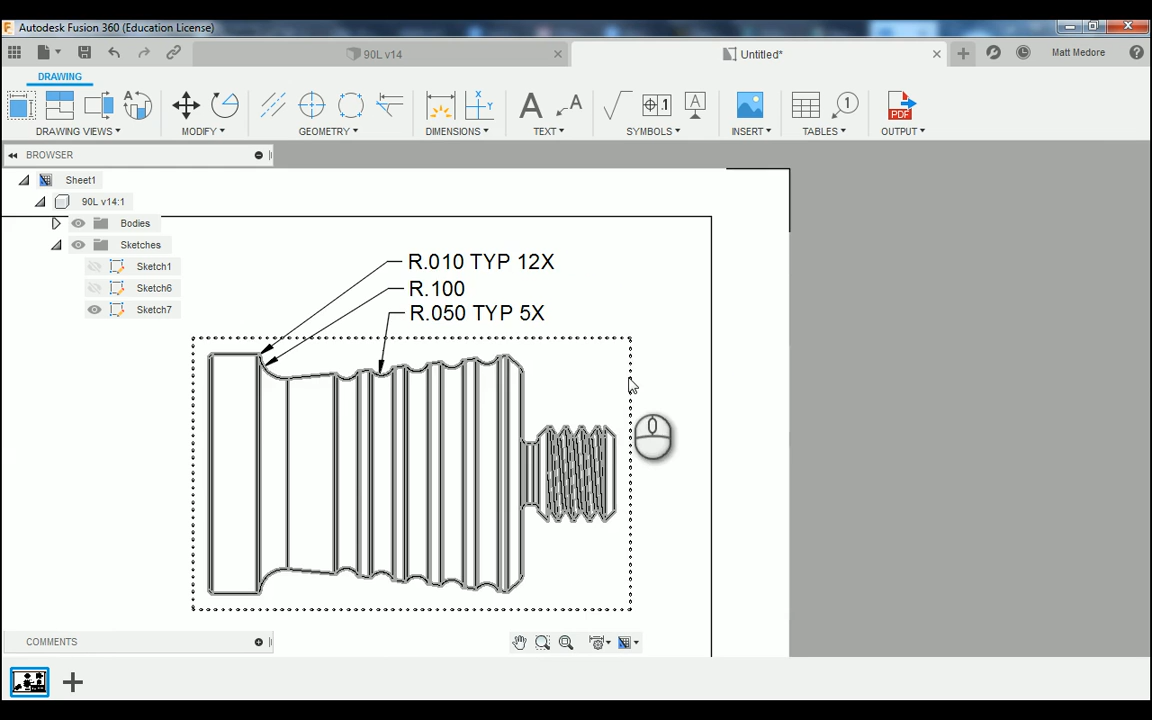 Autodesk Fusion 360 (Education License)
90L v14
Untitled*
Matt Medore
DRAWING
DRAWING VIEWS
MODIFY
GEOMETRY
DIMENSIONS
TEXT
SYMBOLS
INSERT
TABLES
OUTPUT
BROWSER
Sheet1
90L v14:1
Bodies
Sketches
Sketch1
Sketch6
Sketch7
R.010 TYP 12X
R.100
R.050 TYP 5X
COMMENTS